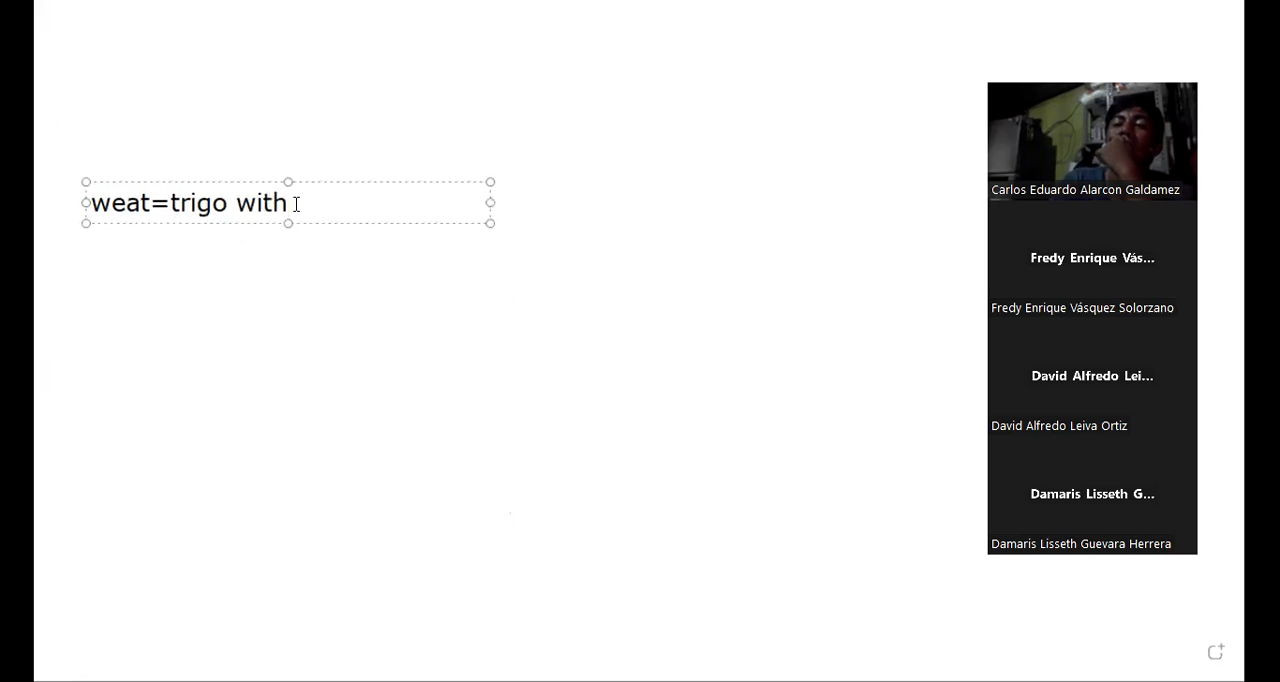 weat=trigo with
Carlos Eduardo Alarcon Galdamez
Fredy Enrique Vás...
Fredy Enrique Vásquez Solorzano
David Alfredo Lei...
David Alfredo Leiva Ortiz
Damaris Lisseth G...
Damaris Lisseth Guevara Herrera